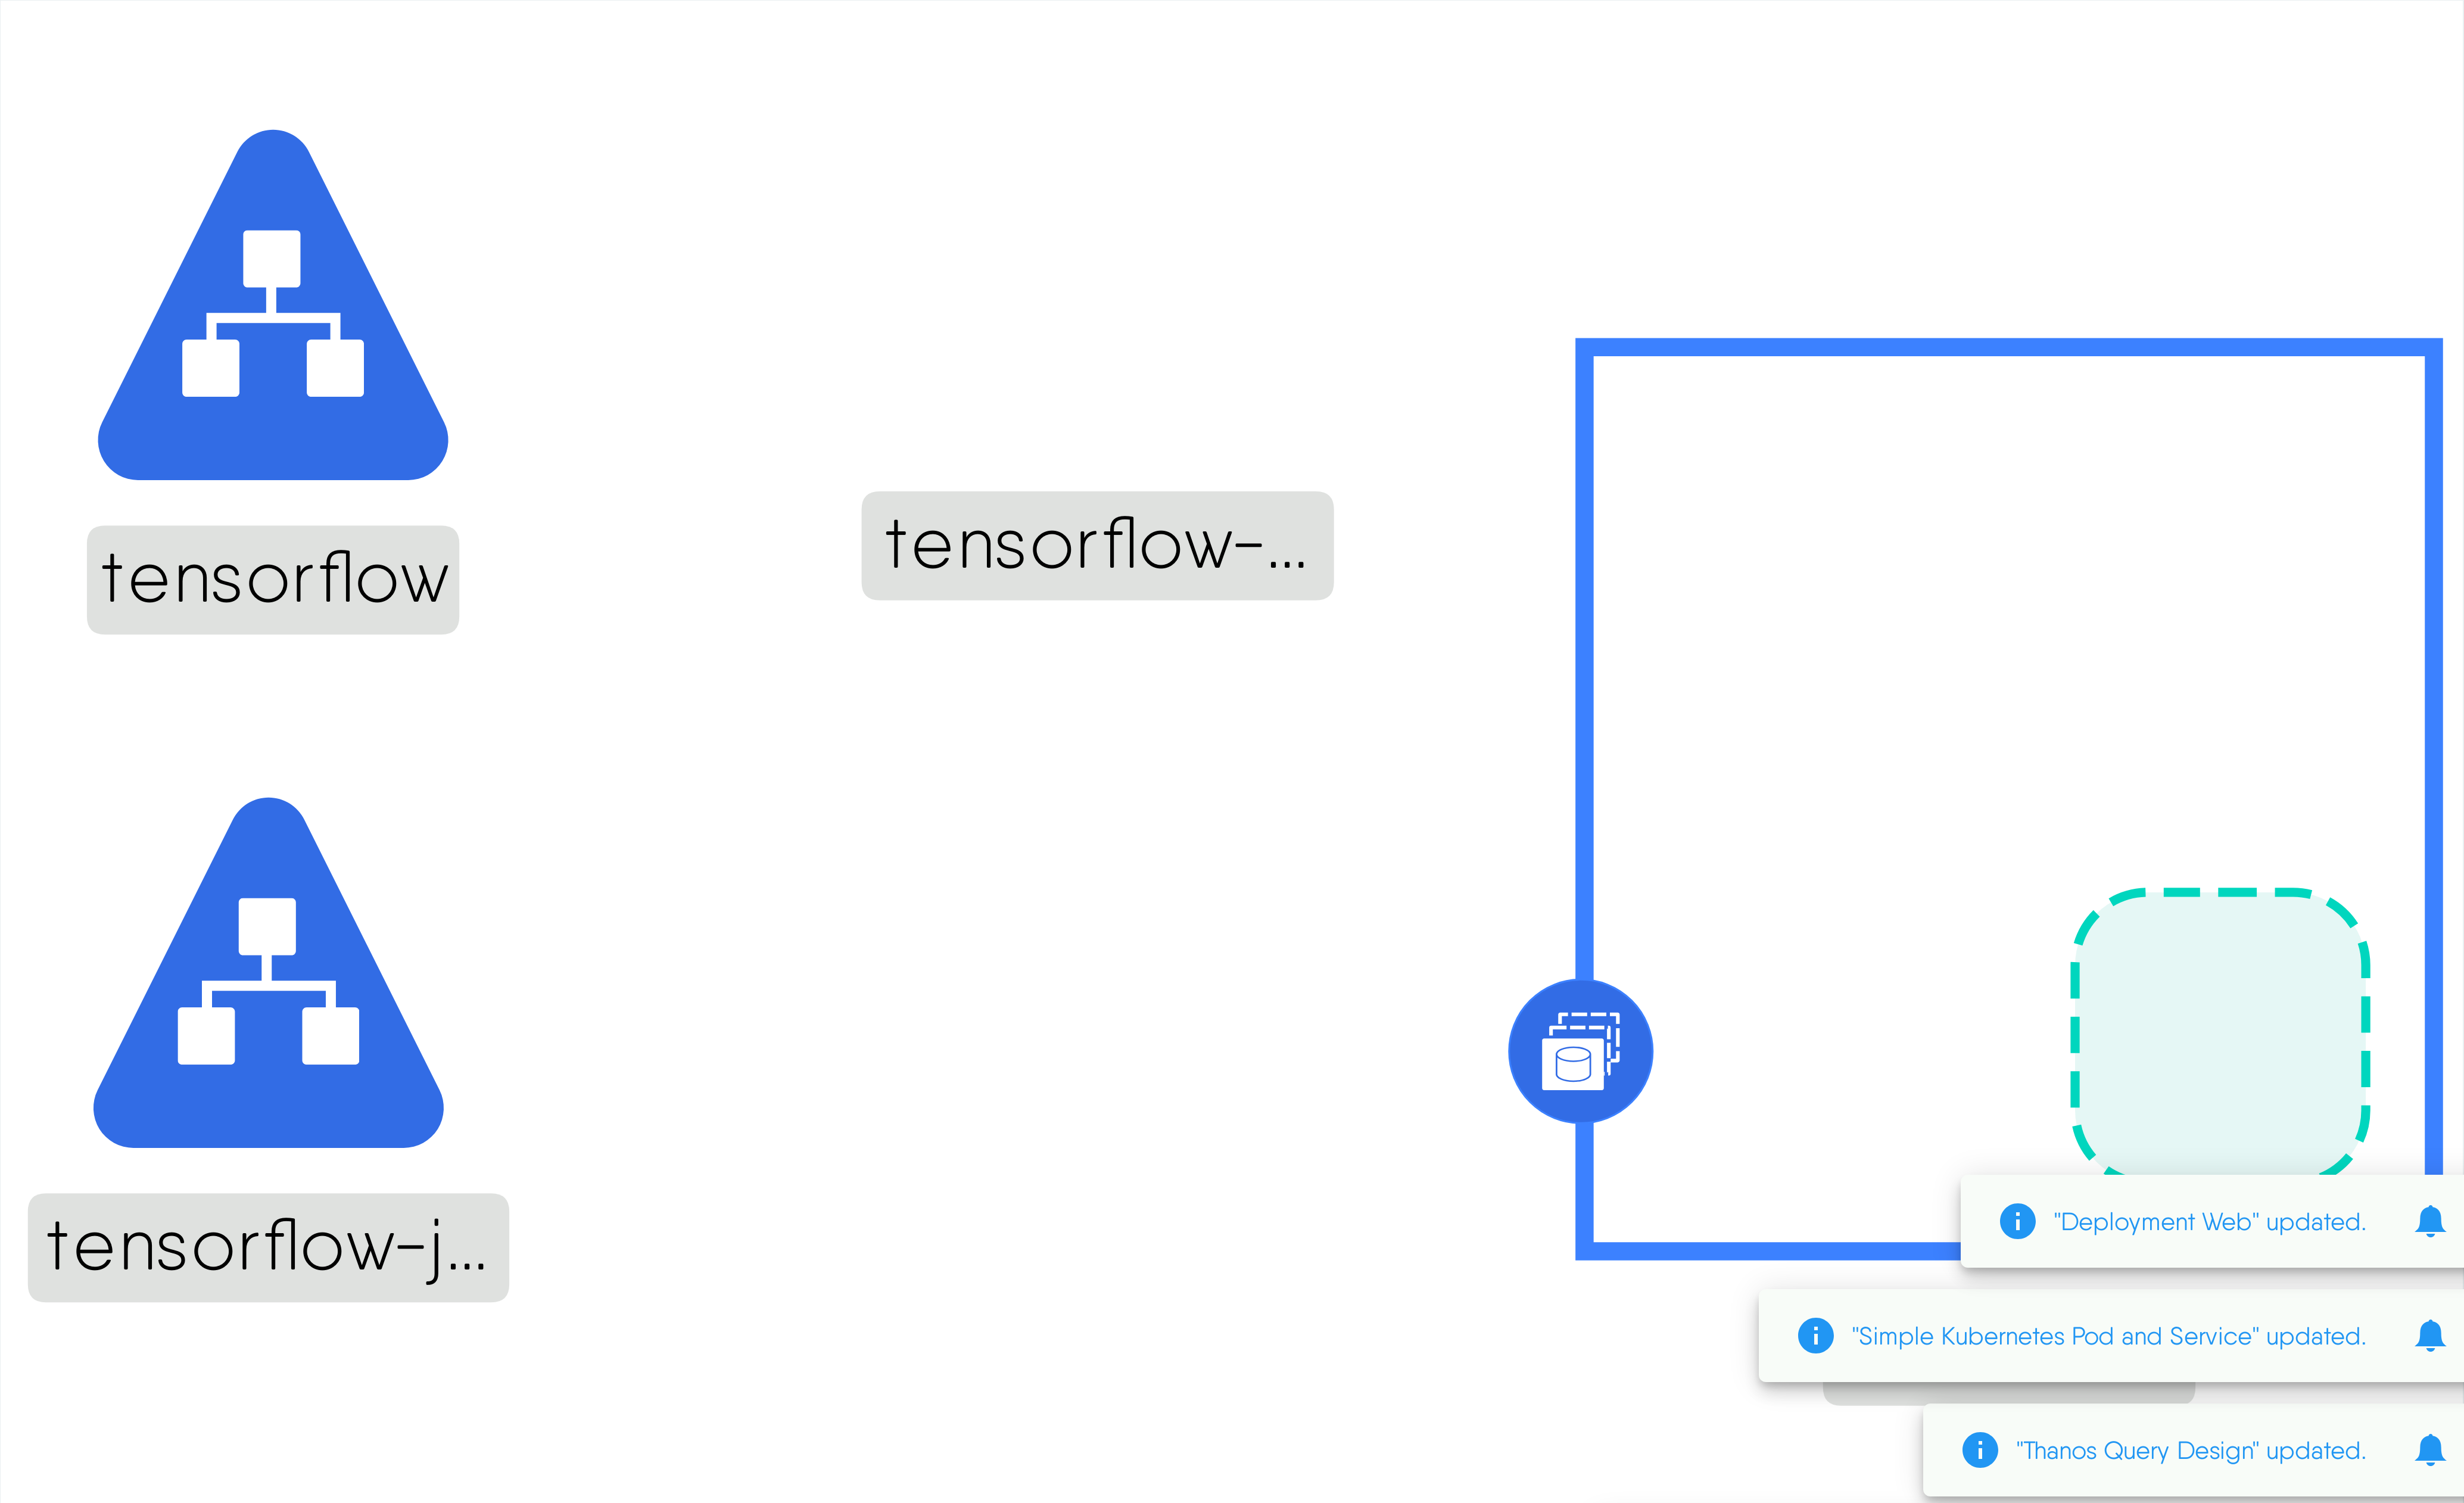 tensorflow
tensorflow-...
tensorflow-j...
"Deployment Web" updated.
"Simple Kubernetes Pod and Service" updated.
"Thanos Query Design" updated.